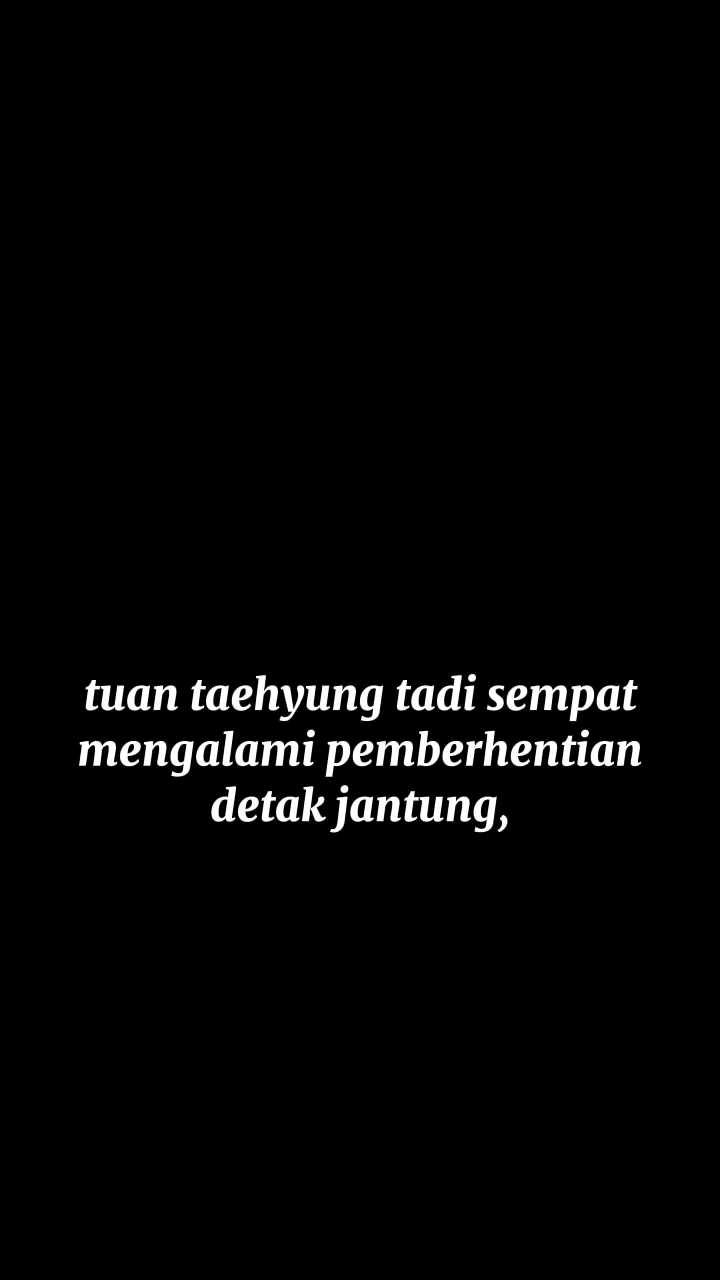 tuan taehyung tadi sempat
mengalami pemberhentian
detak jantung,